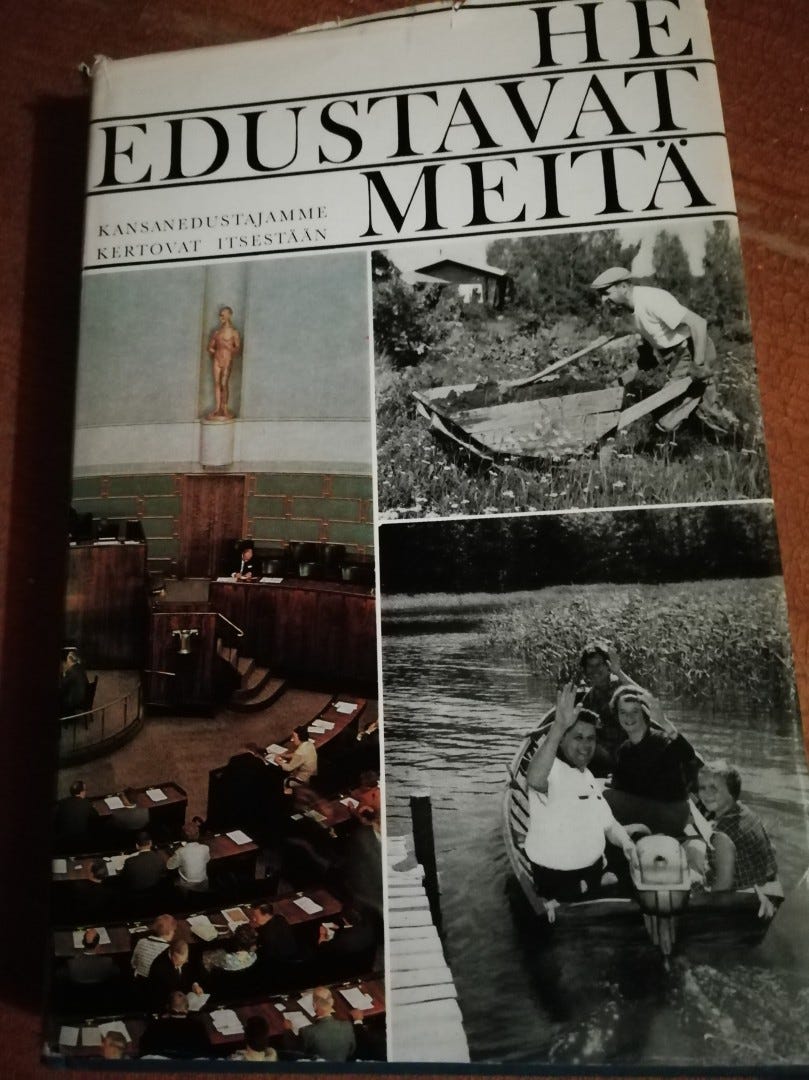 HE
EDUSTAVAT
MEITÄ
KANSANEDUSTAJAMME
KERTOVAT ITSESTÄÄN